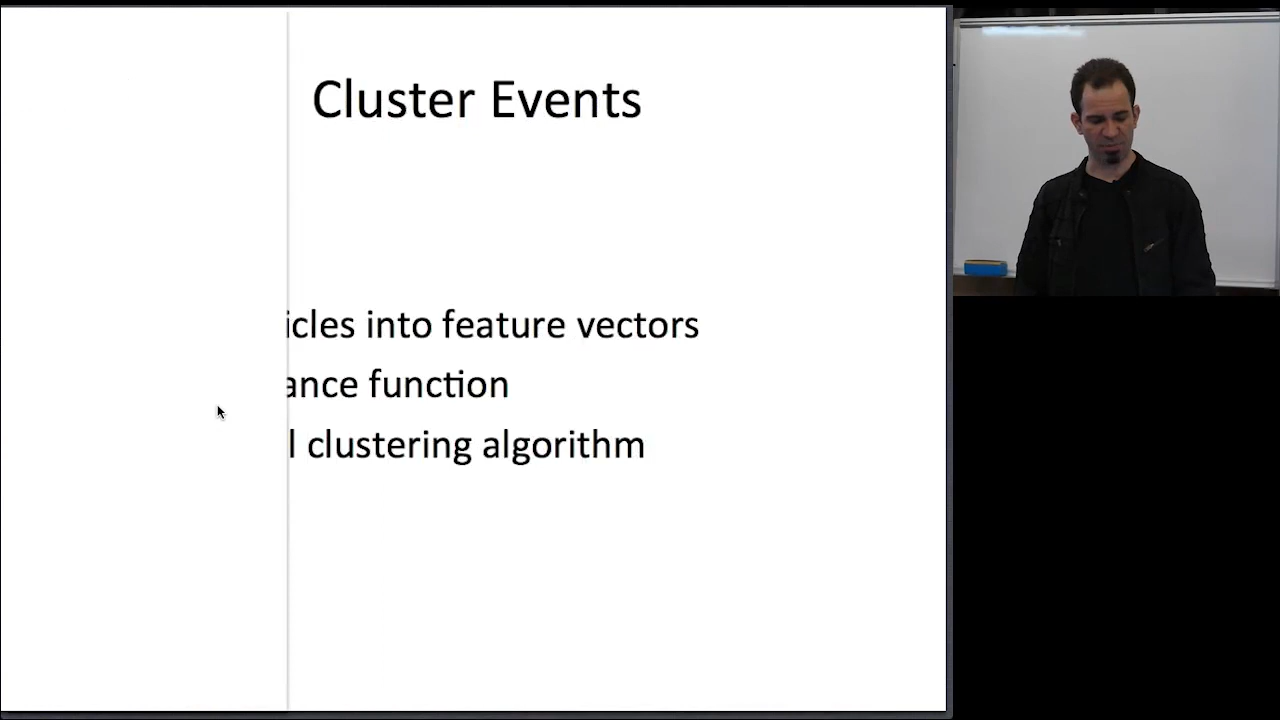 Cluster Events
icles into feature vectors
ance function
l clustering algorithm